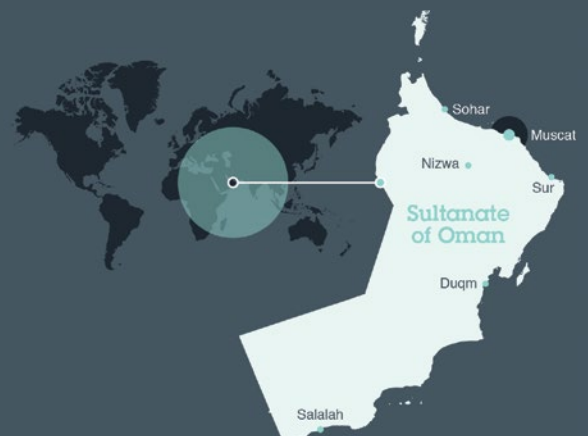 Sohar
Muscat
Nizwa
Sur
Sultanate
of Oman
Duqm
Salalah